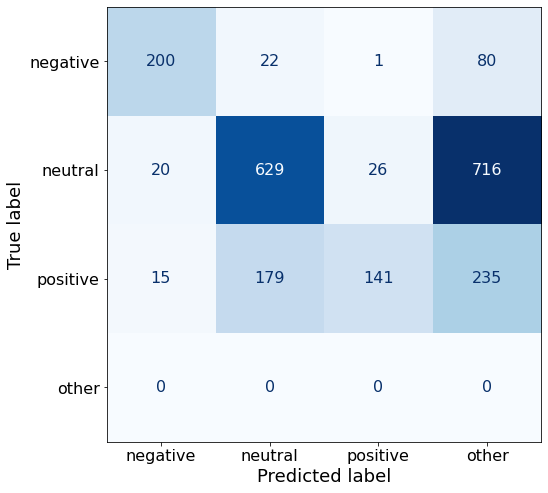 negative 200 22 1 80
neutral 20 629 26 716
positive 15 179 141 235
other 0 0 0 0
negative neutral positive other
Predicted label
True label